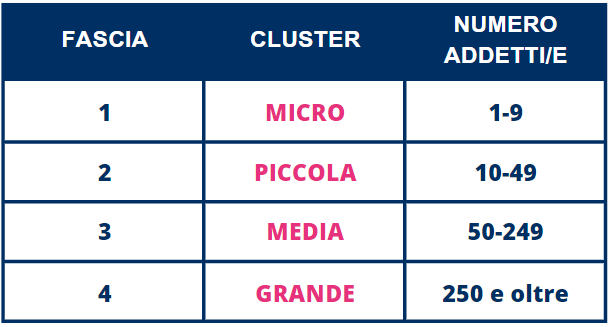 FASCIA CLUSTER NUMERO ADDETTI/E
1 MICRO 1-9
2 PICCOLA 10-49
3 MEDIA 50-249
4 GRANDE 250 e oltre